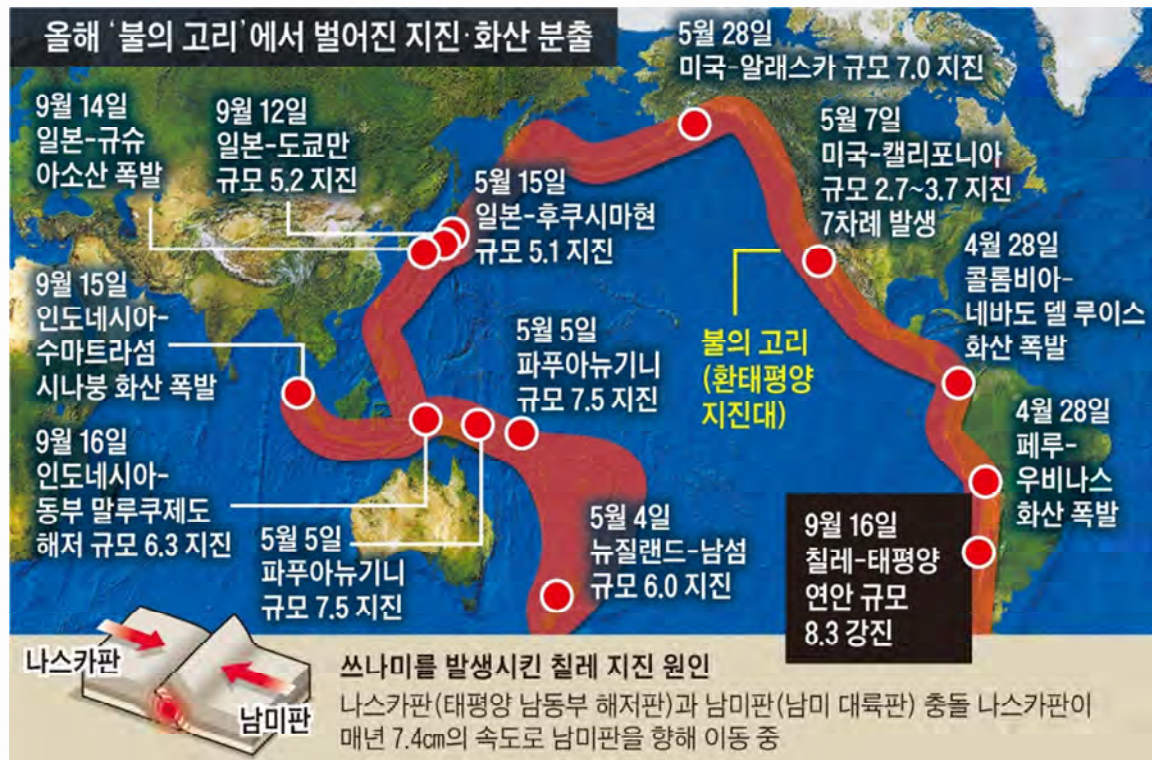 올해 '불의 고리'에서 벌어진 지진·화산 분출
5월 28일
미국-알래스카 규모 7.0 지진
9월 14일
일본-규슈
아소산 폭발
9월 12일
일본-도쿄만
규모 5.2 지진
5월 15일
일본-후쿠시마현
규모 5.1 지진
5월 7일
미국-캘리포니아
규모 2.7~3.7 지진
7차례 발생
4월 28일
콜롬비아-
네바도 델 루이스
화산 폭발
9월 15일
인도네시아-
수마트라섬
시나붕 화산 폭발
5월 5일
파푸아뉴기니
규모 7.5 지진
불의 고리
(환태평양
지진대)
4월 28일
페루-
우비나스
화산 폭발
9월 16일
인도네시아-
동부 말루쿠제도
해저 규모 6.3 지진
5월 5일
파푸아뉴기니
규모 7.5 지진
5월 4일
뉴질랜드-남섬
규모 6.0 지진
9월 16일
칠레-태평양
연안 규모
8.3 강진
나스카판
남미판
쓰나미를 발생시킨 칠레 지진 원인
나스카판(태평양 남동부 해저판)과 남미판(남미 대륙판) 충돌 나스카판이
매년 7.4㎝의 속도로 남미판을 향해 이동 중